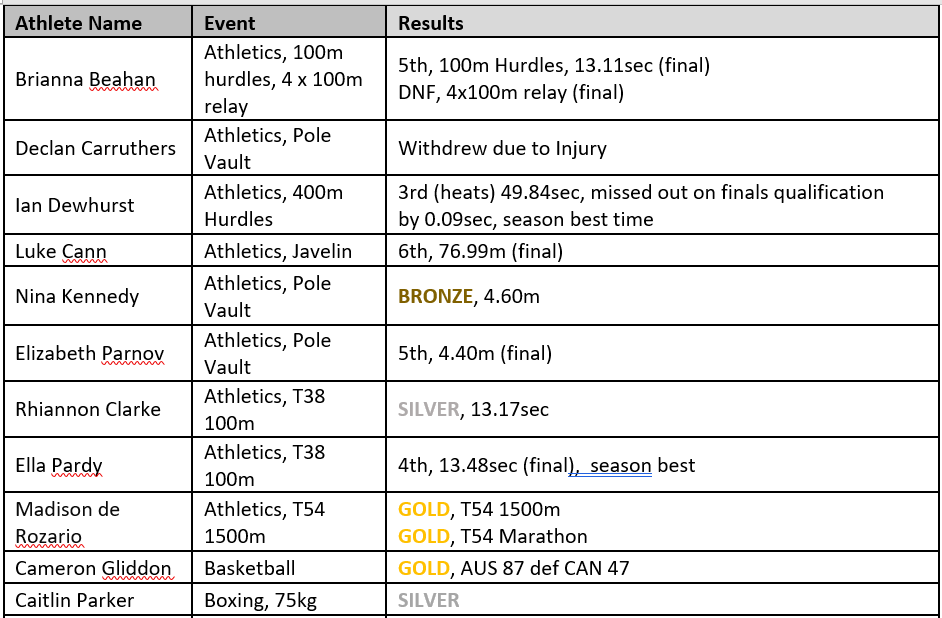 Athlete Name Event Results
Brianna Beahan
Athletics, 100m
hurdles, 4 x 100m
relay
5th, 100m Hurdles, 13.11sec (final)
DNF, 4x100m relay (final)
Declan Carruthers
Athletics, Pole
Vault
Withdrew due to Injury
Ian Dewhurst
Athletics, 400m
Hurdles
3rd (heats) 49.84sec, missed out on finals qualification
by 0.09sec, season best time
Luke Cann
Athletics, Javelin
6th, 76.99m (final)
Nina Kennedy
Athletics, Pole
Vault
BRONZE, 4.60m
Elizabeth Parnov
Athletics, Pole
Vault
5th, 4.40m (final)
Rhiannon Clarke
Athletics, T38
100m
SILVER, 13.17sec
Ella Pardy
Athletics, T38
100m
4th, 13.48sec (final),  season best
Madison de
Rozario
Athletics, T54
1500m
GOLD, T54 1500m
GOLD, T54 Marathon
Cameron Gliddon
Basketball
GOLD, AUS 87 def CAN 47
Caitlin Parker
Boxing, 75kg
SILVER